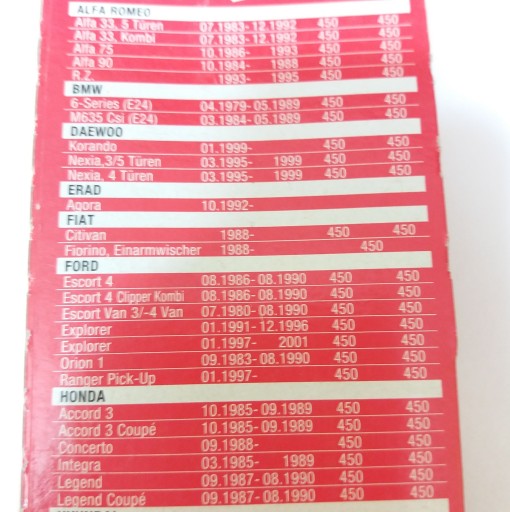 ALFA ROMEO
Alfa 33, 5 Türen 07.1983-12.1992 450 450
Alfa 33, Kombi 07.1983-12.1992 450 450
Alfa 75 10.1986- 1993 450 450
Alfa 90 10.1984- 1988 450 450
R.Z. 1993- 1995 450 450
BMW
6-Series (E24) 04.1979-05.1989 450 450
M635 Csi (E24) 03.1984-05.1989 450 450
DAEWOO
Korando 01.1999- 450 450
Nexia,3/5 Türen 03.1995- 1999 450 450
Nexia, 4 Türen 03.1995- 1999 450 450
ERAD
Agora 10.1992-
FIAT
Citivan 1988- 450 450
Fiorino, Einarmwischer 1988- 450
FORD
Escort 4 08.1986-08.1990 450 450
Escort 4 Clipper Kombi 08.1986-08.1990 450 450
Escort Van 3/-4 Van 07.1980-08.1990 450 450
Explorer 01.1991-12.1996 450 450
Explorer 01.1997- 2001 450 450
Orion 1 09.1983-08.1990 450 450
Ranger Pick-Up 01.1997- 450 450
HONDA
Accord 3 10.1985-09.1989 450 450
Accord 3 Coupé 10.1985-09.1989 450 450
Concerto 09.1988- 450 450
Integra 03.1985- 1989 450 450
Legend 09.1987-08.1990 450 450
Legend Coupé 09.1987-08.1990 450 450